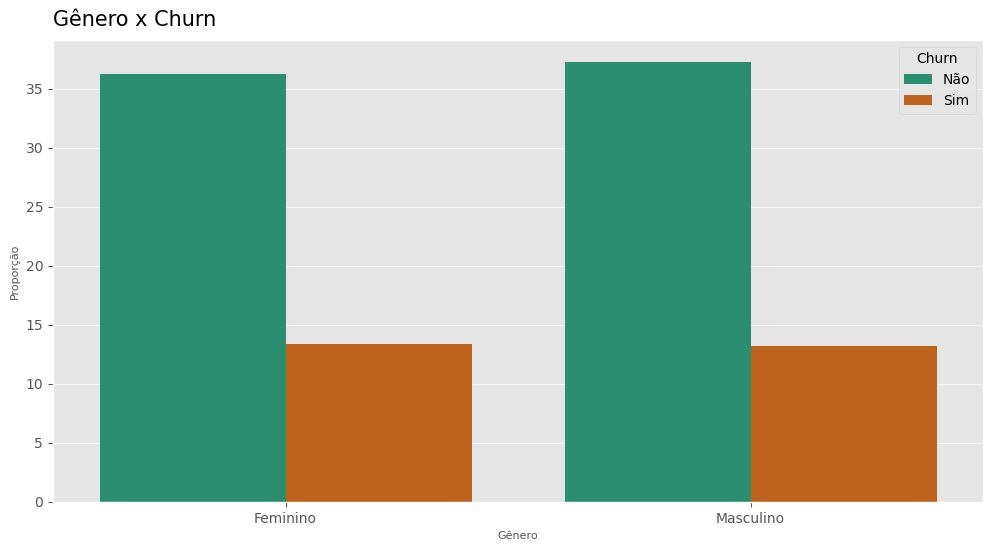 Gênero x Churn
Churn
Não
Sim
Proporção
35
30
25
20
15
10
5
0
Feminino
Masculino
Gênero